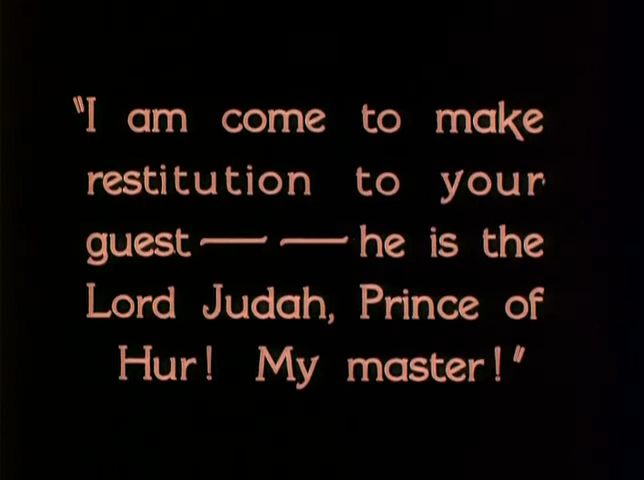 "I am come to make
restitution to your
guest — — he is the
Lord Judah, Prince of
Hur! My master!"